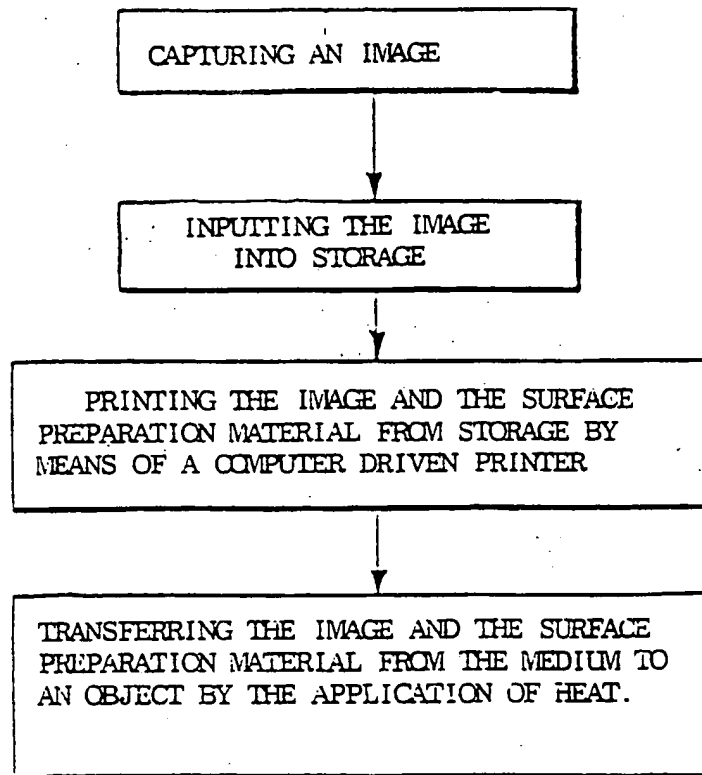 CAPTURING AN IMAGE
INPUTTING THE IMAGE
INTO STORAGE
PRINTING THE IMAGE AND THE SURFACE
PREPARATION MATERIAL FROM STORAGE BY
MEANS OF A COMPUTER DRIVEN PRINTER
TRANSFERRING THE IMAGE AND THE SURFACE
PREPARATION MATERIAL FROM THE MEDIUM TO
AN OBJECT BY THE APPLICATION OF HEAT.